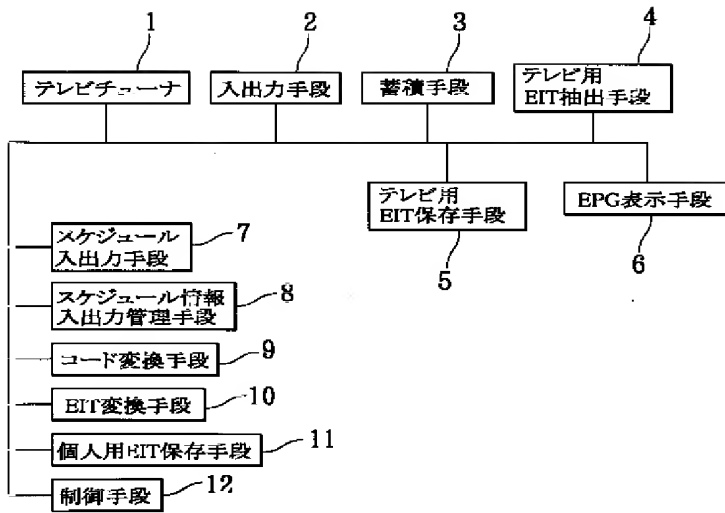 1
2
3
4
テレビチューナ
入出力手段
蓄積手段
テレビ用
EIT抽出手段
テレビ用
EIT保存手段
5
EPG表示手段
6
スケジュール
入出力手段
7
スケジュール情報
入出力管理手段
8
コード変換手段
9
EIT変換手段
10
個人用EIT保存手段
11
制御手段
12